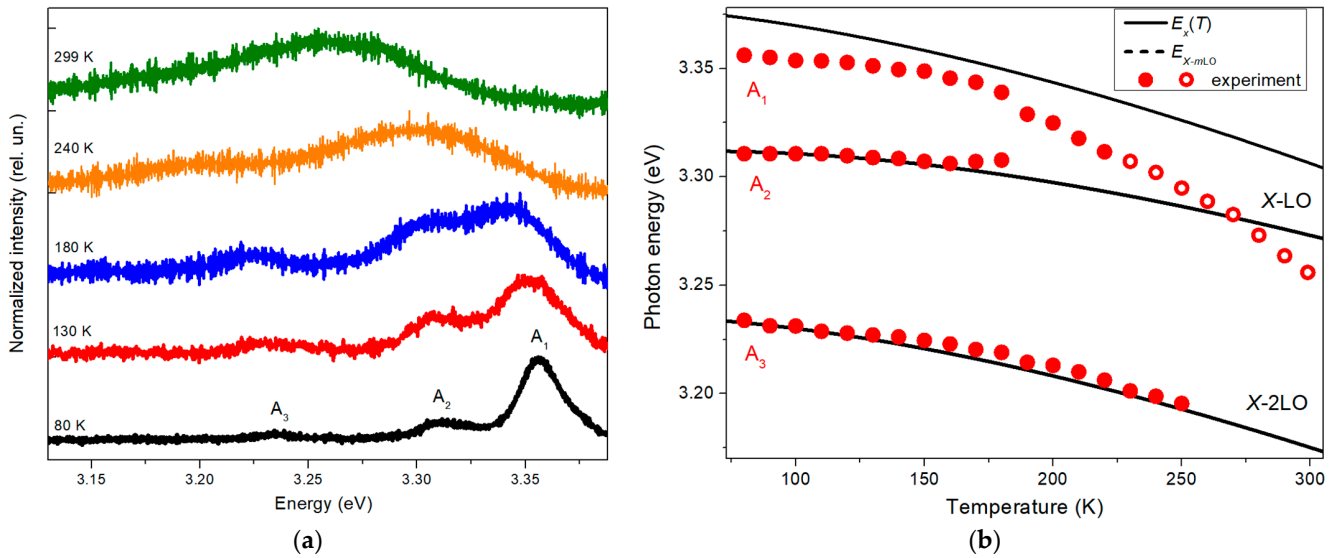 Normalized intensity (rel. un.)
299 K
240 K
180 K
130 K
80 K
A3
A2
A1
3.15 3.20 3.25 3.30 3.35
Energy (eV)
(a)
Photon energy (eV)
3.35
3.30
3.25
3.20
Ex(T)
EX-mLO
experiment
A1
A2
A3
X-LO
X-2LO
100 150 200 250 300
Temperature (K)
(b)